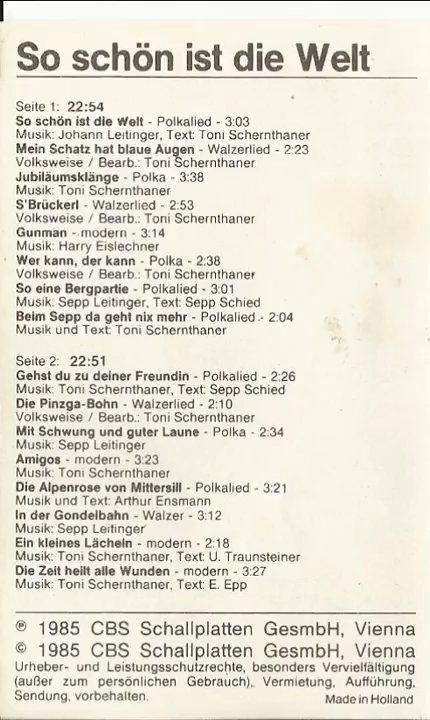 So schön ist die Welt
Seite 1: 22:54
So schön ist die Welt - Polkalied - 3:03
Musik: Johann Leitinger, Text: Toni Schernthaner
Mein Schatz hat blaue Augen - Walzerlied - 2:23
Volksweise / Bearb.: Toni Schernthaner
Jubiläumsklänge - Polka - 3:38
Musik: Toni Schernthaner
S'Brückerl - Walzerlied - 2:53
Volksweise / Bearb.: Toni Schernthaner
Gunman - modern - 3:14
Musik: Harry Eislechner
Wer kann, der kann - Polka - 2:38
Volksweise / Bearb.: Toni Schernthaner
So eine Bergpartie - Polkalied - 3:01
Musik: Sepp Leitinger, Text: Sepp Schied
Beim Sepp da geht nix mehr - Polkalied - 2:04
Musik und Text: Toni Schernthaner
Seite 2: 22:51
Gehst du zu deiner Freundin - Polkalied - 2:26
Musik: Toni Schernthaner, Text: Sepp Schied
Die Pinzga-Bohn - Walzerlied - 2:10
Volksweise / Bearb.: Toni Schernthaner
Mit Schwung und guter Laune - Polka - 2:34
Musik: Sepp Leitinger
Amigos - modern - 3:23
Musik: Toni Schernthaner
Die Alpenrose von Mittersill - Polkalied - 3:21
Musik und Text: Arthur Ensmann
In der Gondelbahn - Walzer - 3:12
Musik: Sepp Leitinger
Ein kleines Lächeln - modern - 2:18
Musik: Toni Schernthaner, Text: U. Traunsteiner
Die Zeit heilt alle Wunden - modern - 3:27
Musik: Toni Schernthaner, Text: E. Epp
℗ 1985 CBS Schallplatten GesmbH, Vienna
© 1985 CBS Schallplatten GesmbH, Vienna
Urheber- und Leistungsschutzrechte, besonders Vervielfältigung
(außer zum persönlichen Gebrauch), Vermietung, Aufführung,
Sendung, vorbehalten. Made in Holland